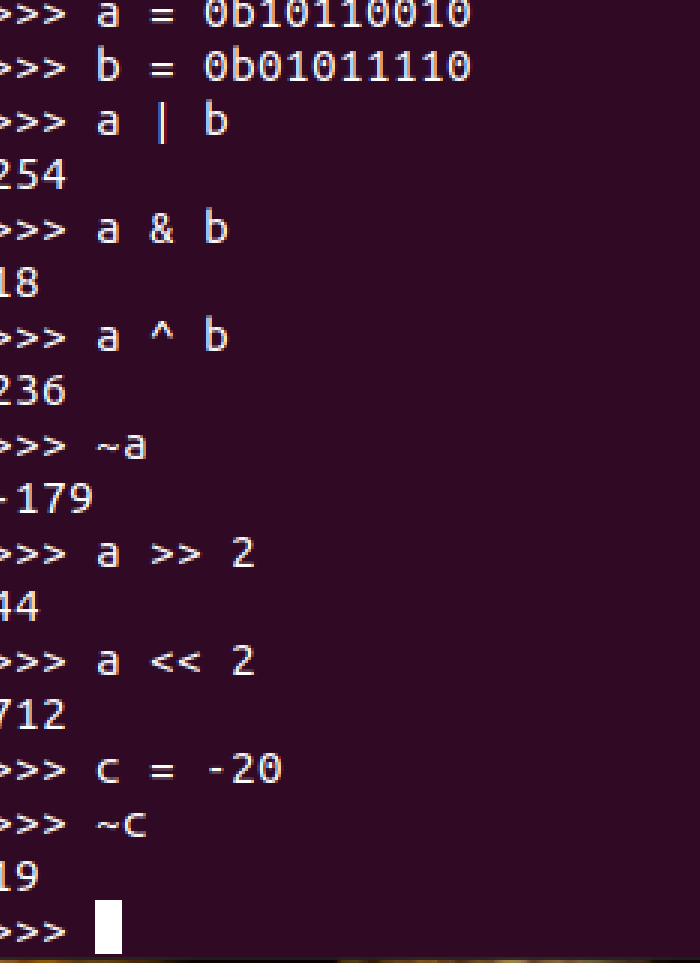 >>> a = 0b10110010
>>> b = 0b01011110
>>> a | b
254
>>> a & b
18
>>> a ^ b
236
>>> ~a
-179
>>> a >> 2
44
>>> a << 2
712
>>> c = -20
>>> ~c
19
>>>